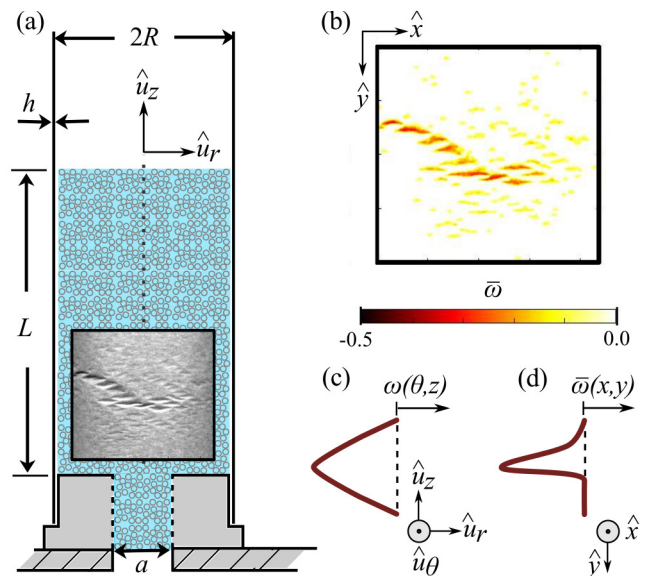 (a)
2R
h
û_z
û_r
L
a
(b)
x̂
ŷ
ω̅
-0.5
0.0
(c)
ω(θ,z)
û_z
û_r
û_θ
(d)
ω̅(x,y)
x̂
ŷ